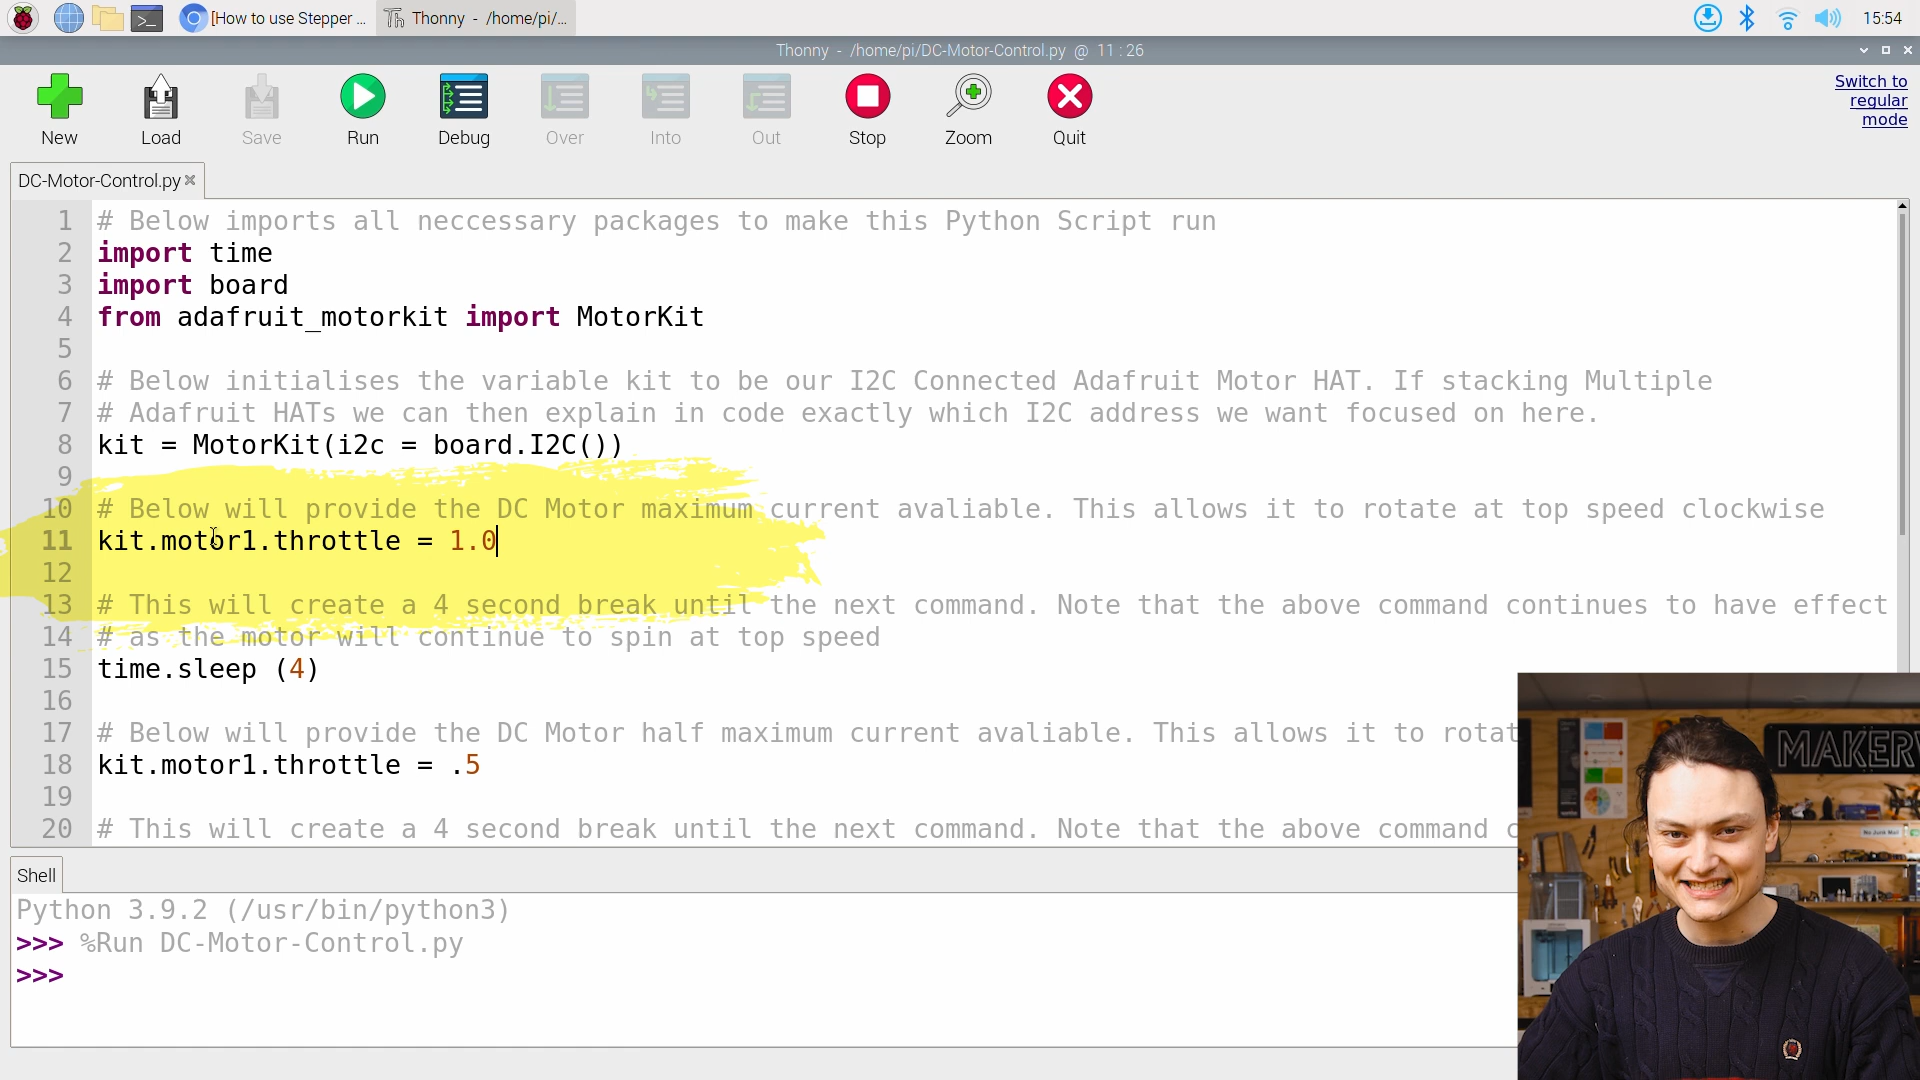 [How to use Stepper ...
Thonny - /home/pi/...
15:54
Thonny - /home/pi/DC-Motor-Control.py @ 11 : 26
New
Load
Save
Run
Debug
Over
Into
Out
Stop
Zoom
Quit
Switch to
regular
mode
DC-Motor-Control.py
1 # Below imports all neccessary packages to make this Python Script run
2 import time
3 import board
4 from adafruit_motorkit import MotorKit
5
6 # Below initialises the variable kit to be our I2C Connected Adafruit Motor HAT. If stacking Multiple
7 # Adafruit HATs we can then explain in code exactly which I2C address we want focused on here.
8 kit = MotorKit(i2c = board.I2C())
9
10 # Below will provide the DC Motor maximum current avaliable. This allows it to rotate at top speed clockwise
11 kit.motor1.throttle = 1.0
12
13 # This will create a 4 second break until the next command. Note that the above command continues to have effect
14 # as the motor will continue to spin at top speed
15 time.sleep (4)
16
17 # Below will provide the DC Motor half maximum current avaliable. This allows it to rotat
18 kit.motor1.throttle = .5
19
20 # This will create a 4 second break until the next command. Note that the above command c
Shell
Python 3.9.2 (/usr/bin/python3)
>>> %Run DC-Motor-Control.py
>>>
MAKERV
No Junk Mail